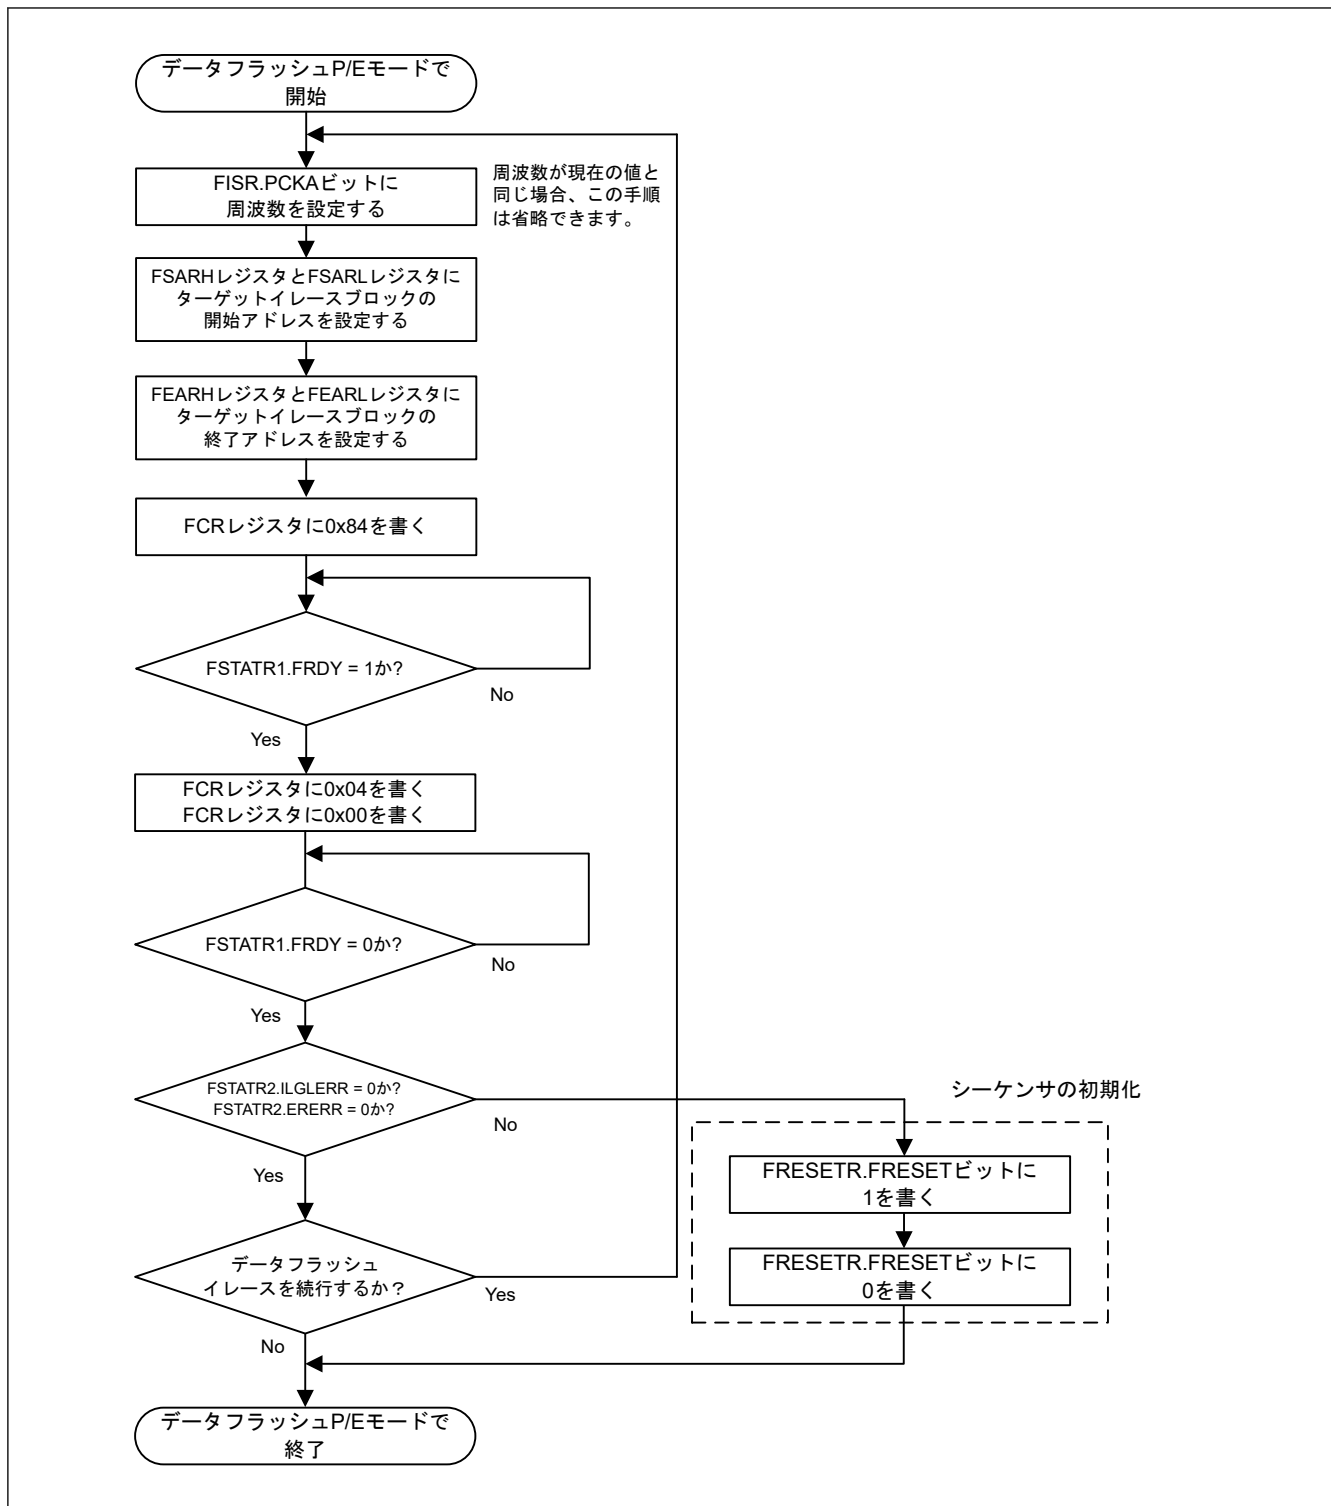 データフラッシュP/Eモードで
開始
FISR.PCKAビットに
周波数を設定する
周波数が現在の値と
同じ場合、この手順
は省略できます。
FSARHレジスタとFSARLレジスタに
ターゲットイレースブロックの
開始アドレスを設定する
FEARHレジスタとFEARLレジスタに
ターゲットイレースブロックの
終了アドレスを設定する
FCRレジスタに0x84を書く
FSTATR1.FRDY = 1か?
No
Yes
FCRレジスタに0x04を書く
FCRレジスタに0x00を書く
FSTATR1.FRDY = 0か?
No
Yes
FSTATR2.ILGLERR = 0か?
FSTATR2.ERERR = 0か?
No
Yes
シーケンサの初期化
FRESETR.FRESETビットに
1を書く
FRESETR.FRESETビットに
0を書く
データフラッシュ
イレースを続行するか？
Yes
No
データフラッシュP/Eモードで
終了